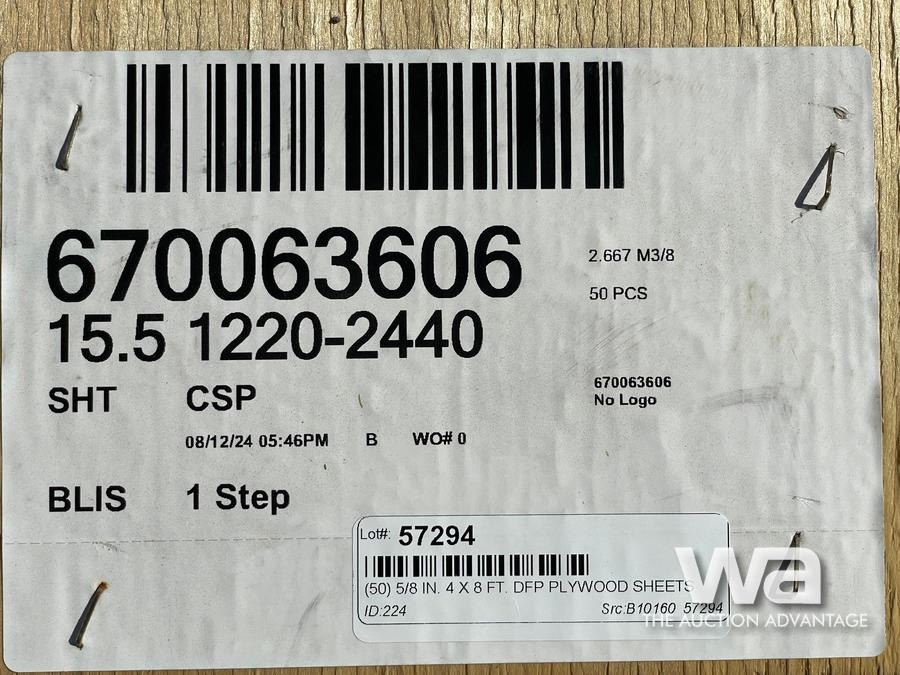 670063606
2.667 M3/8
15.5 1220-2440
50 PCS
SHT CSP
670063606
No Logo
08/12/24 05:46PM B WO# 0
BLIS 1 Step
Lot#: 57294
(50) 5/8 IN. 4 X 8 FT. DFP PLYWOOD SHEETS
ID:224 Src:B10160 57294
wa
THE AUCTION ADVANTAGE